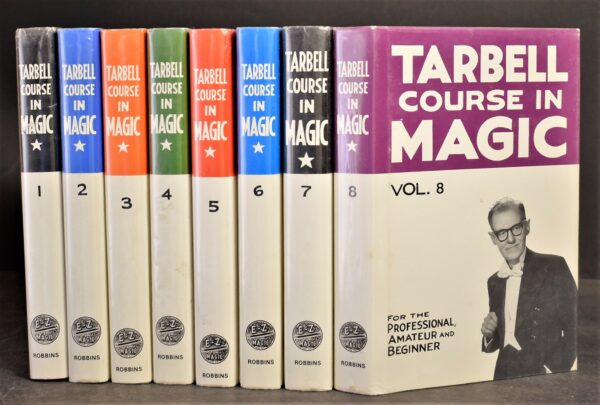 TARBELL
COURSE
IN
MAGIC
1
E-Z
MAGIC
ROBBINS
TARBELL
COURSE
IN
MAGIC
2
E-Z
MAGIC
ROBBINS
TARBELL
COURSE
IN
MAGIC
3
E-Z
MAGIC
ROBBINS
TARBELL
COURSE
IN
MAGIC
4
E-Z
MAGIC
ROBBINS
TARBELL
COURSE
IN
MAGIC
5
E-Z
MAGIC
ROBBINS
TARBELL
COURSE
IN
MAGIC
6
E-Z
MAGIC
ROBBINS
TARBELL
COURSE
IN
MAGIC
7
E-Z
MAGIC
ROBBINS
TARBELL
COURSE
IN
MAGIC
8
E-Z
MAGIC
ROBBINS
TARBELL
COURSE IN
MAGIC
VOL. 8
FOR THE
PROFESSIONAL,
AMATEUR AND
BEGINNER